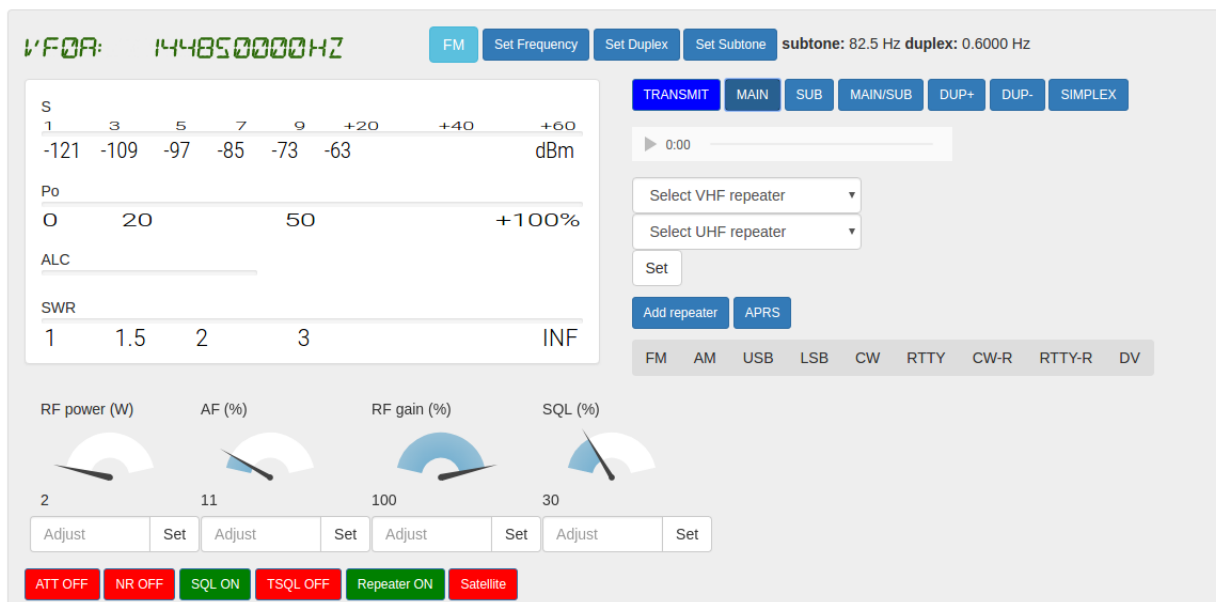 VFOA: 144850000HZ FM Set Frequency Set Duplex Set Subtone subtone: 82.5 Hz duplex: 0.6000 Hz
TRANSMIT MAIN SUB MAIN/SUB DUP+ DUP- SIMPLEX
S
1 3 5 7 9 +20 +40 +60
-121 -109 -97 -85 -73 -63 dBm
0:00
Po
0 20 50 +100%
Select VHF repeater
Select UHF repeater
ALC
Set
SWR
1 1.5 2 3 INF
Add repeater APRS
FM AM USB LSB CW RTTY CW-R RTTY-R DV
RF power (W) AF (%) RF gain (%) SQL (%)
2 11 100 30
Adjust Set Adjust Set Adjust Set Adjust Set
ATT OFF NR OFF SQL ON TSQL OFF Repeater ON Satellite